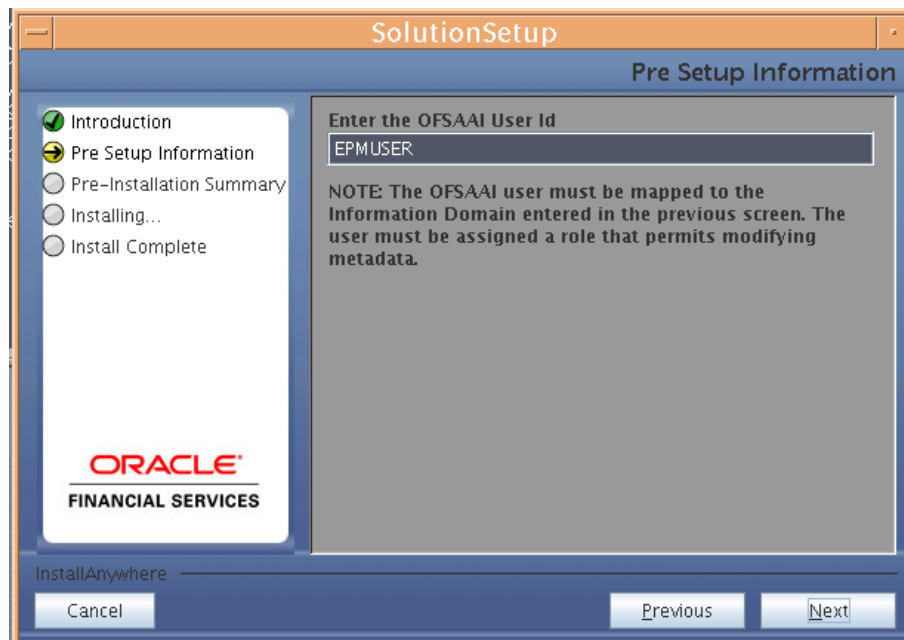 SolutionSetup
Pre Setup Information
Introduction
Pre Setup Information
Pre-Installation Summary
Installing...
Install Complete
ORACLE
FINANCIAL SERVICES
Enter the OFSAAI User Id
EPMUSER
NOTE: The OFSAAI user must be mapped to the
Information Domain entered in the previous screen. The
user must be assigned a role that permits modifying
metadata.
InstallAnywhere
Cancel
Previous
Next